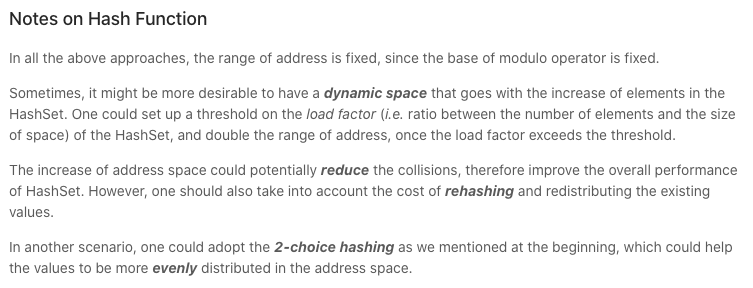 Notes on Hash Function
In all the above approaches, the range of address is fixed, since the base of modulo operator is fixed.
Sometimes, it might be more desirable to have a dynamic space that goes with the increase of elements in the
HashSet. One could set up a threshold on the load factor (i.e. ratio between the number of elements and the size
of space) of the HashSet, and double the range of address, once the load factor exceeds the threshold.
The increase of address space could potentially reduce the collisions, therefore improve the overall performance
of HashSet. However, one should also take into account the cost of rehashing and redistributing the existing
values.
In another scenario, one could adopt the 2-choice hashing as we mentioned at the beginning, which could help
the values to be more evenly distributed in the address space.